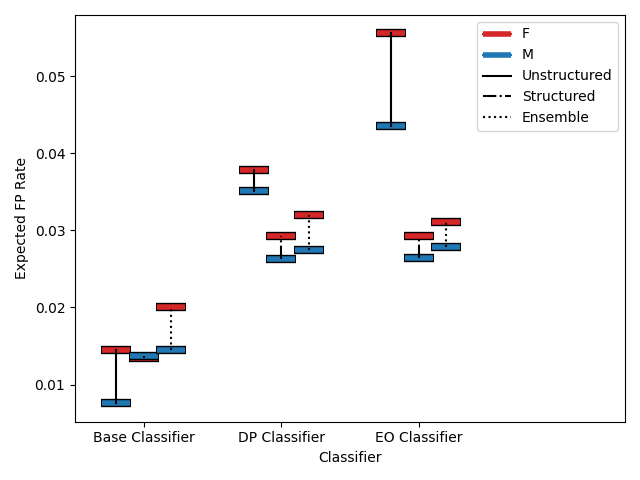 F
M
Unstructured
Structured
Ensemble
0.05
0.04
0.03
0.02
0.01
Expected FP Rate
Base Classifier
DP Classifier
EO Classifier
Classifier